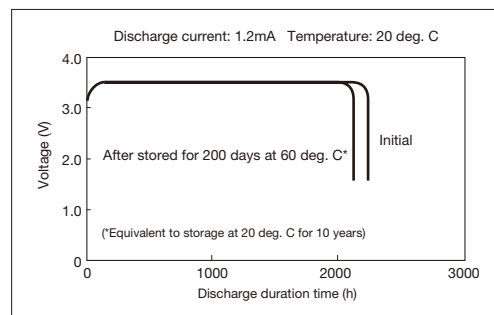 Discharge current: 1.2mA Temperature: 20 deg. C
4.0
3.0
2.0
1.0
0
Voltage (V)
After stored for 200 days at 60 deg. C*
Initial
(*Equivalent to storage at 20 deg. C for 10 years)
0 1000 2000 3000
Discharge duration time (h)